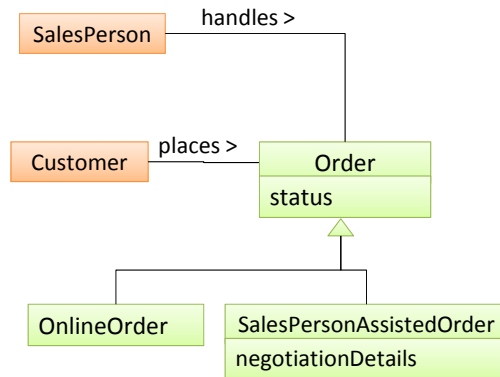 handles >
SalesPerson
places >
Customer
Order
status
OnlineOrder
SalesPersonAssistedOrder
negotiationDetails